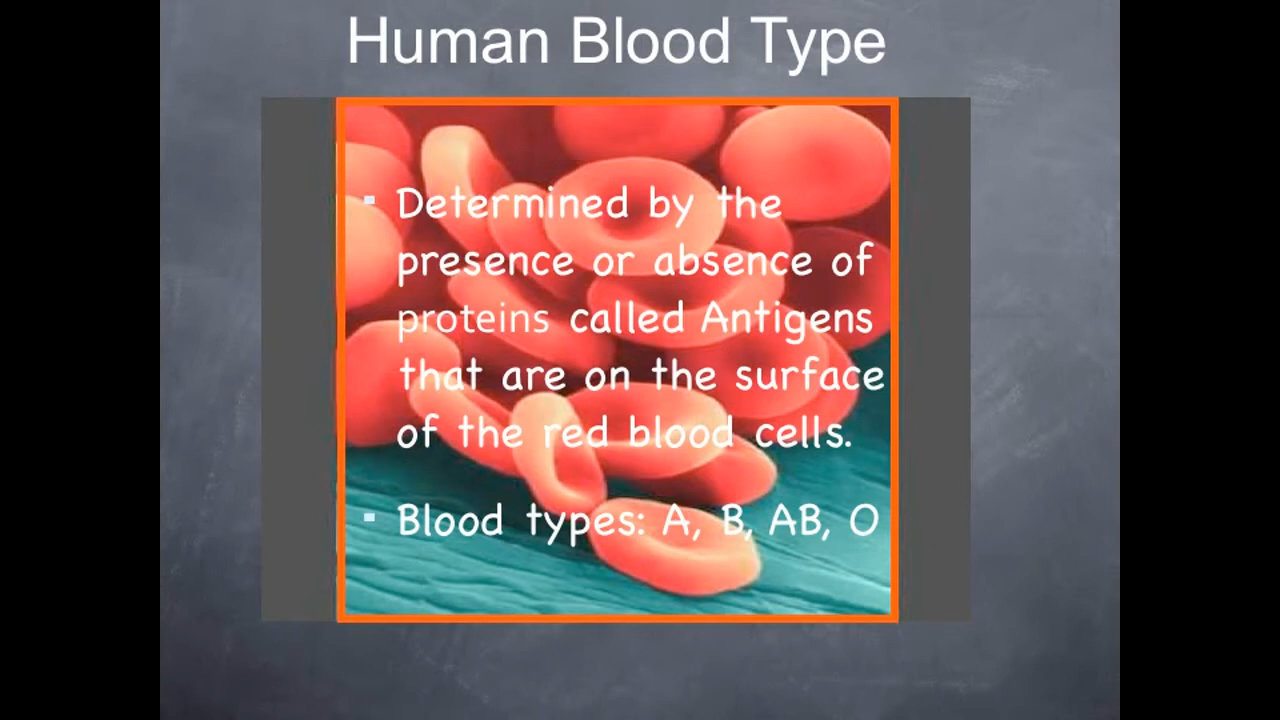 Human Blood Type
Determined by the
presence or absence of
proteins called Antigens
that are on the surface
of the red blood cells.
Blood types: A, B, AB, O